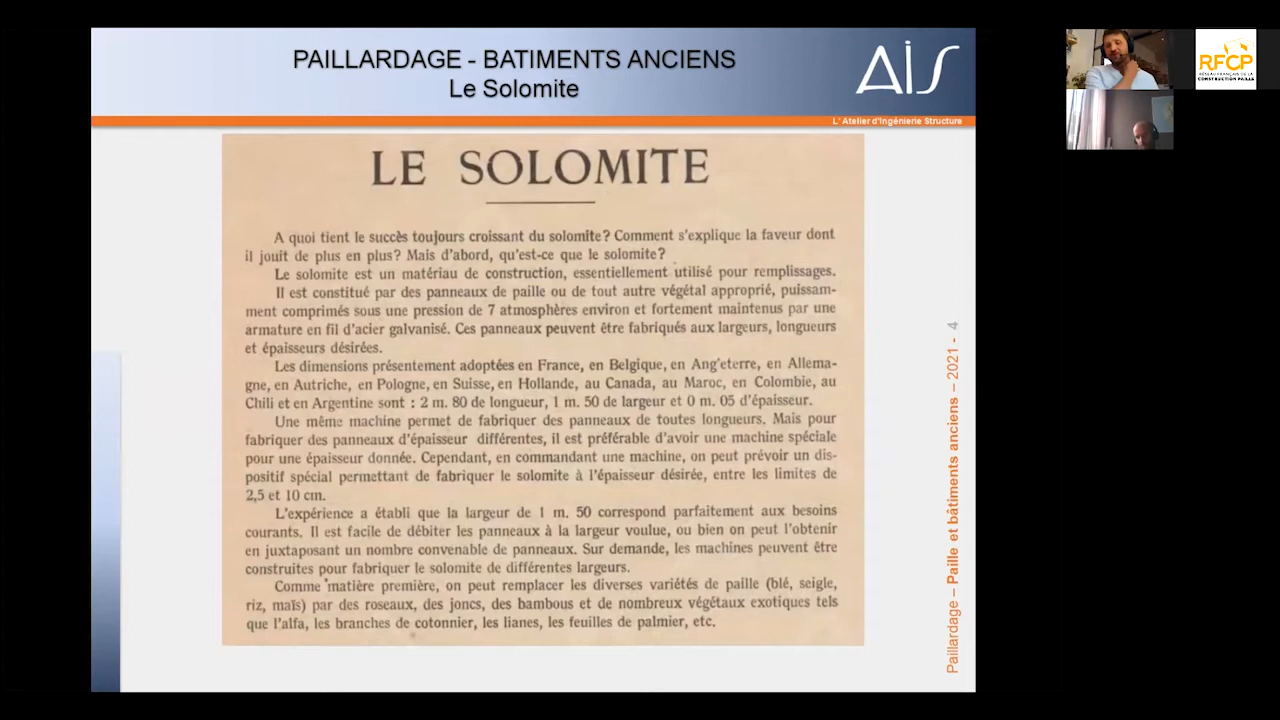 PAILLARDAGE - BATIMENTS ANCIENS
Le Solomite
AiS
L' Atelier d'Ingénierie Structure
LE SOLOMITE
A quoi tient le succès toujours croissant du solomite? Comment s'explique la faveur dont
il jouit de plus en plus? Mais d'abord, qu'est-ce que le solomite?
Le solomite est un matériau de construction, essentiellement utilisé pour remplissages.
Il est constitué par des panneaux de paille ou de tout autre végétal approprié, puissam-
ment comprimés sous une pression de 7 atmosphères environ et fortement maintenus par une
armature en fil d'acier galvanisé. Ces panneaux peuvent être fabriqués aux largeurs, longueurs
et épaisseurs désirées.
Les dimensions présentement adoptées en France, en Belgique, en Ang'eterre, en Allema-
gne, en Autriche, en Pologne, en Suisse, en Hollande, au Canada, au Maroc, en Colombie, au
Chili et en Argentine sont : 2 m. 80 de longueur, 1 m. 50 de largeur et 0 m. 05 d'épaisseur.
Une même machine permet de fabriquer des panneaux de toutes longueurs. Mais pour
fabriquer des panneaux d'épaisseur différentes, il est préférable d'avoir une machine spéciale
pour une épaisseur donnée. Cependant, en commandant une machine, on peut prévoir un dis-
positif spécial permettant de fabriquer le solomite à l'épaisseur désirée, entre les limites de
2,5 et 10 cm.
L'expérience a établi que la largeur de 1 m. 50 correspond parfaitement aux besoins
courants. Il est facile de débiter les panneaux à la largeur voulue, ou bien on peut l'obtenir
en juxtaposant un nombre convenable de panneaux. Sur demande, les machines peuvent être
construites pour fabriquer le solomite de différentes largeurs.
Comme matière première, on peut remplacer les diverses variétés de paille (blé, seigle,
riz, maïs) par des roseaux, des joncs, des bambous et de nombreux végétaux exotiques tels
que l'alfa, les branches de cotonnier, les lianes, les feuilles de palmier, etc.
Paillardage – Paille et bâtiments anciens – 2021 - 4
RFCP
RÉSEAU FRANÇAIS DE LA
CONSTRUCTION PAILLE